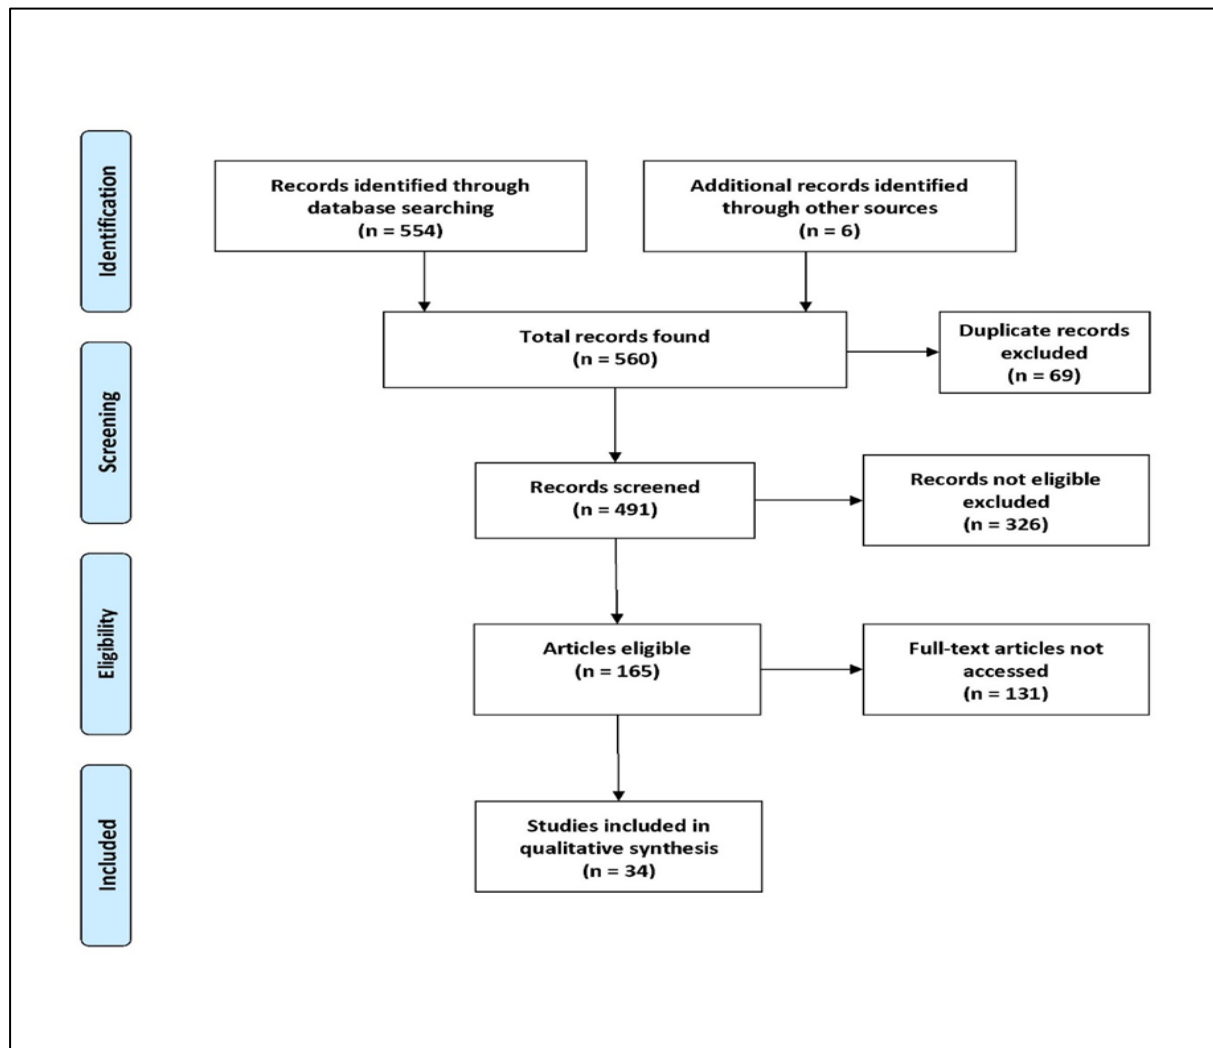 Identification
Records identified through
database searching
(n = 554)
Additional records identified
through other sources
(n = 6)
Total records found
(n = 560)
Duplicate records
excluded
(n = 69)
Screening
Records screened
(n = 491)
Records not eligible
excluded
(n = 326)
Eligibility
Articles eligible
(n = 165)
Full-text articles not
accessed
(n = 131)
Included
Studies included in
qualitative synthesis
(n = 34)